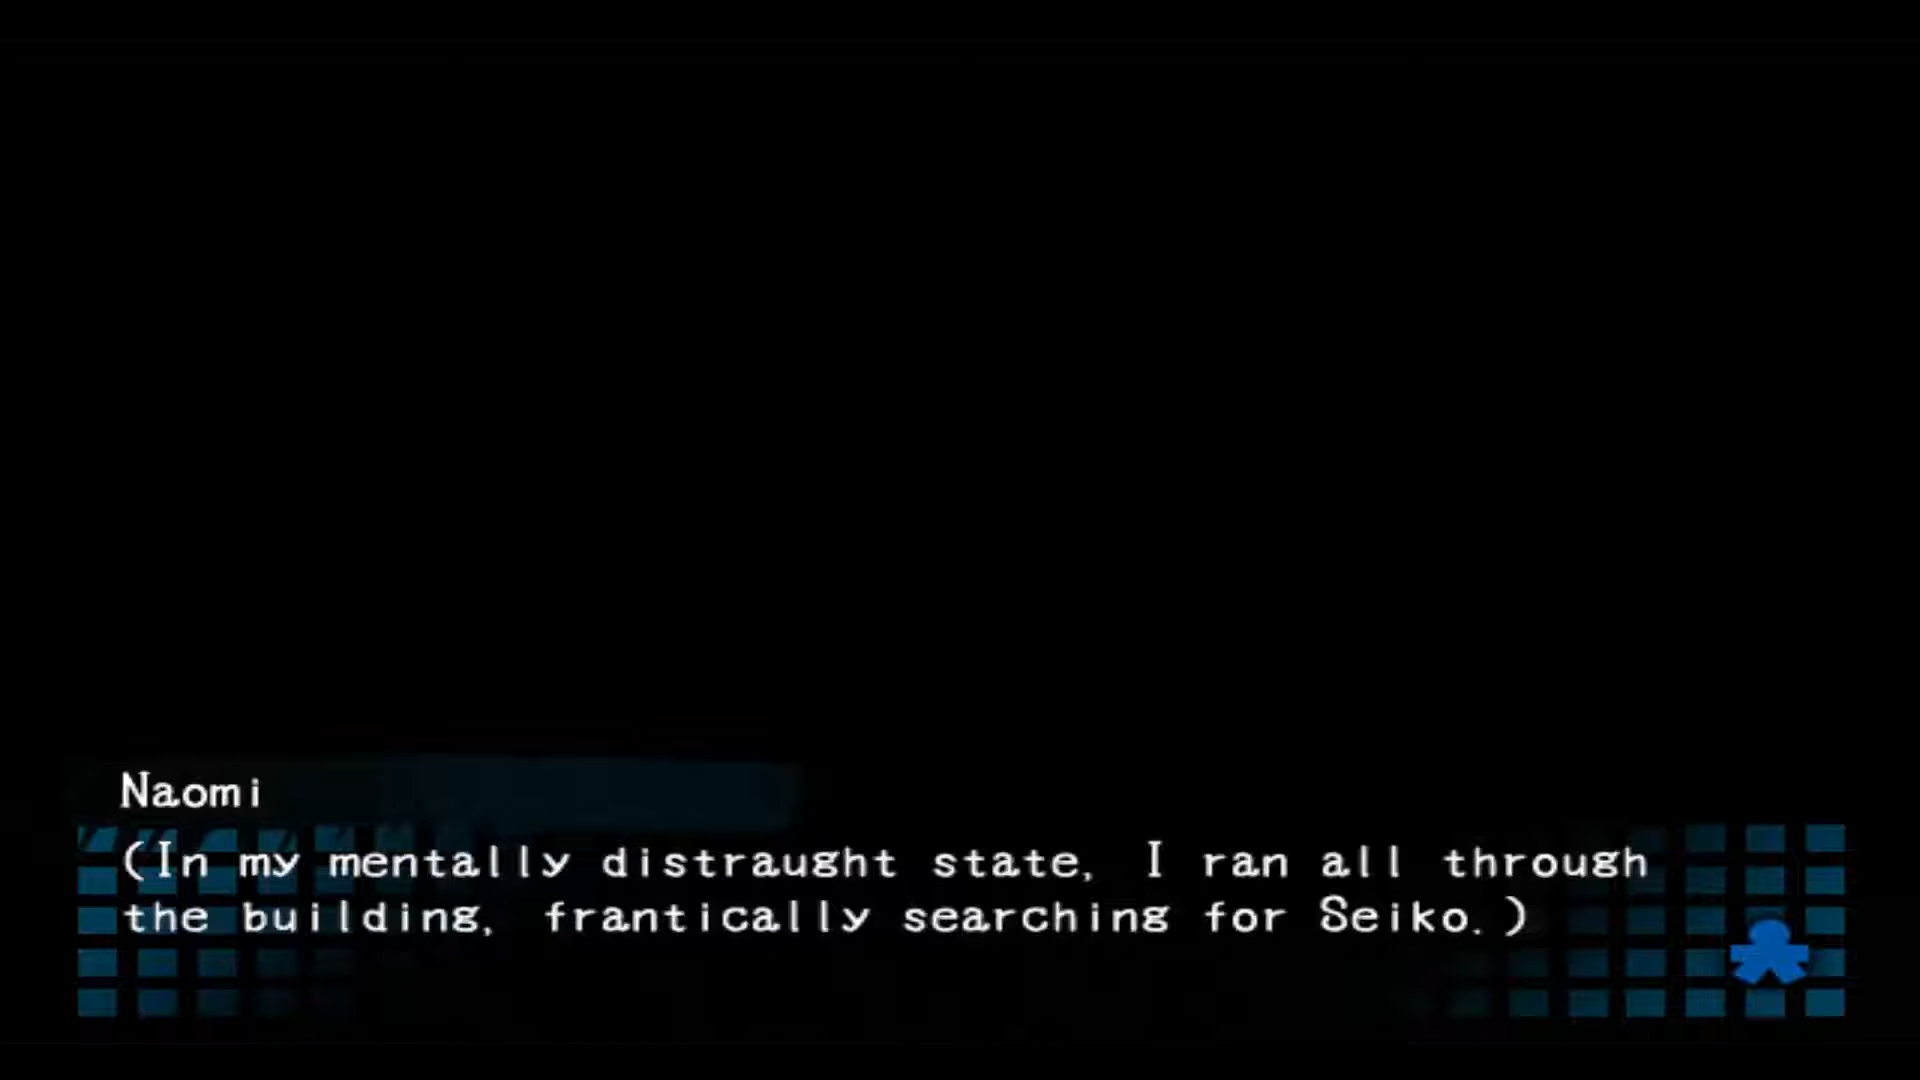 Naomi
(In my mentally distraught state, I ran all through
the building, frantically searching for Seiko.)